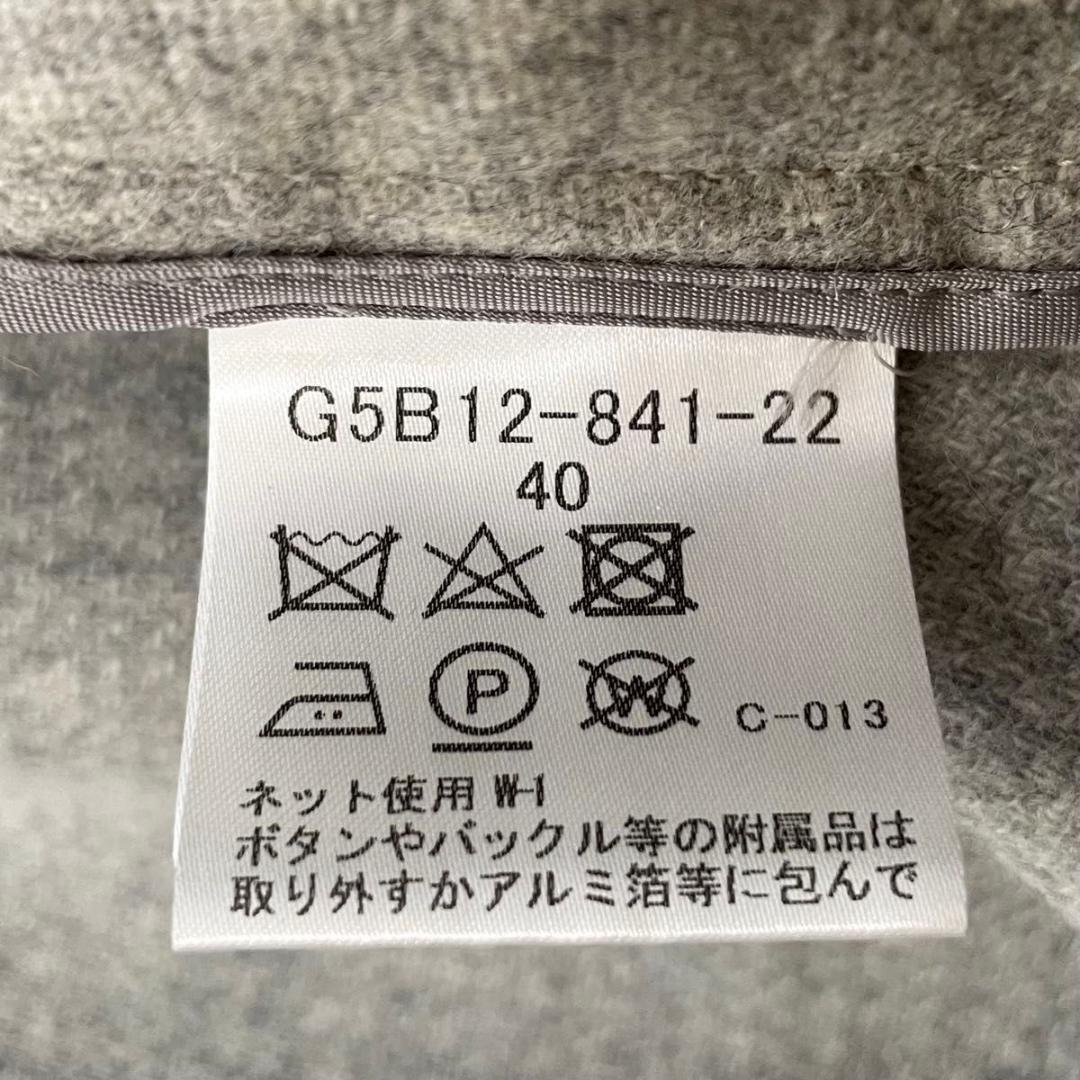 G5B12-841-22
40
P
W C-013
ネット使用 W-1
ボタンやバックル等の附属品は
取り外すかアルミ箔等に包んで